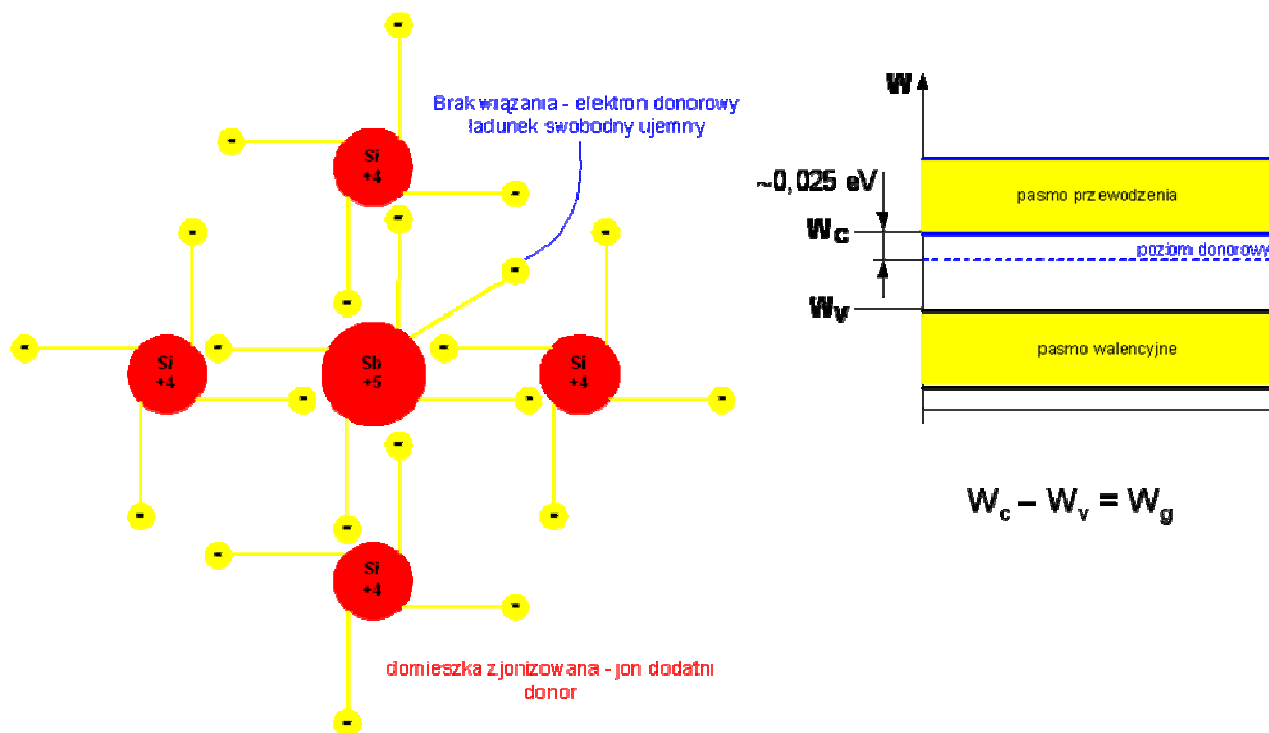 Brak wiązania - elektron donorowy
ładunek swobodny ujemny
Si
+4
Si
+4
Sb
+5
Si
+4
Si
+4
domieszka zjonizowana - jon dodatni
donor
W
~0,025 eV
pasmo przewodzenia
Wc
poziom donorowy
Wv
pasmo walencyjne
Wc – Wv = Wg